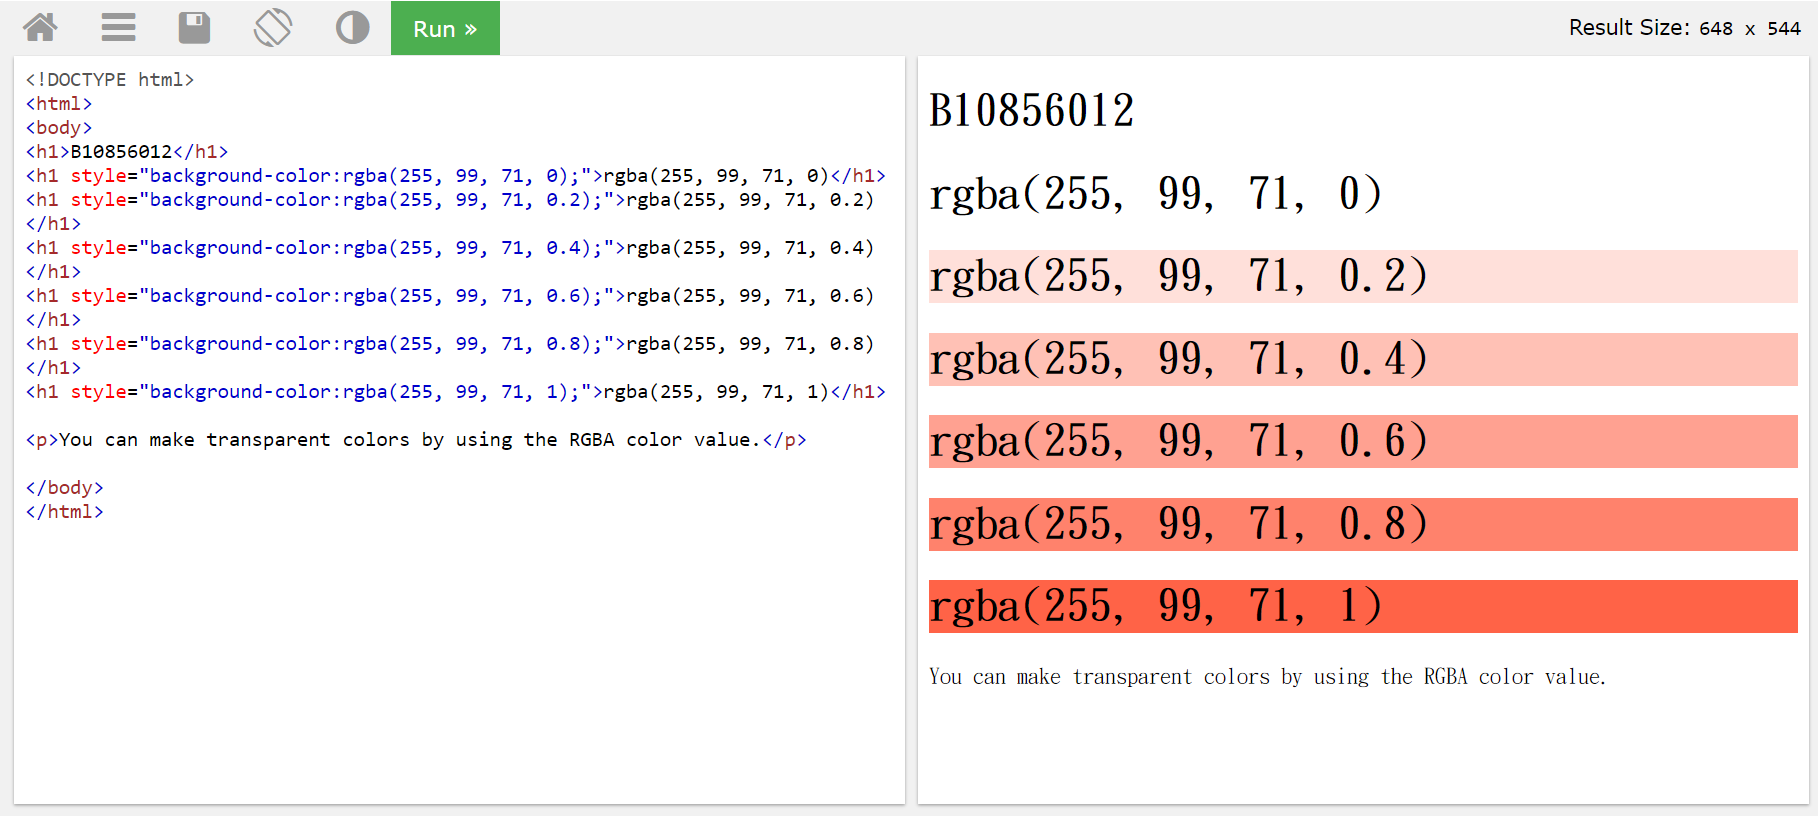 Run »
Result Size: 648 x 544
<!DOCTYPE html>
<html>
<body>
<h1>B10856012</h1>
<h1 style="background-color:rgba(255, 99, 71, 0);">rgba(255, 99, 71, 0)</h1>
<h1 style="background-color:rgba(255, 99, 71, 0.2);">rgba(255, 99, 71, 0.2)
</h1>
<h1 style="background-color:rgba(255, 99, 71, 0.4);">rgba(255, 99, 71, 0.4)
</h1>
<h1 style="background-color:rgba(255, 99, 71, 0.6);">rgba(255, 99, 71, 0.6)
</h1>
<h1 style="background-color:rgba(255, 99, 71, 0.8);">rgba(255, 99, 71, 0.8)
</h1>
<h1 style="background-color:rgba(255, 99, 71, 1);">rgba(255, 99, 71, 1)</h1>
<p>You can make transparent colors by using the RGBA color value.</p>
</body>
</html>
B10856012
rgba(255, 99, 71, 0)
rgba(255, 99, 71, 0.2)
rgba(255, 99, 71, 0.4)
rgba(255, 99, 71, 0.6)
rgba(255, 99, 71, 0.8)
rgba(255, 99, 71, 1)
You can make transparent colors by using the RGBA color value.